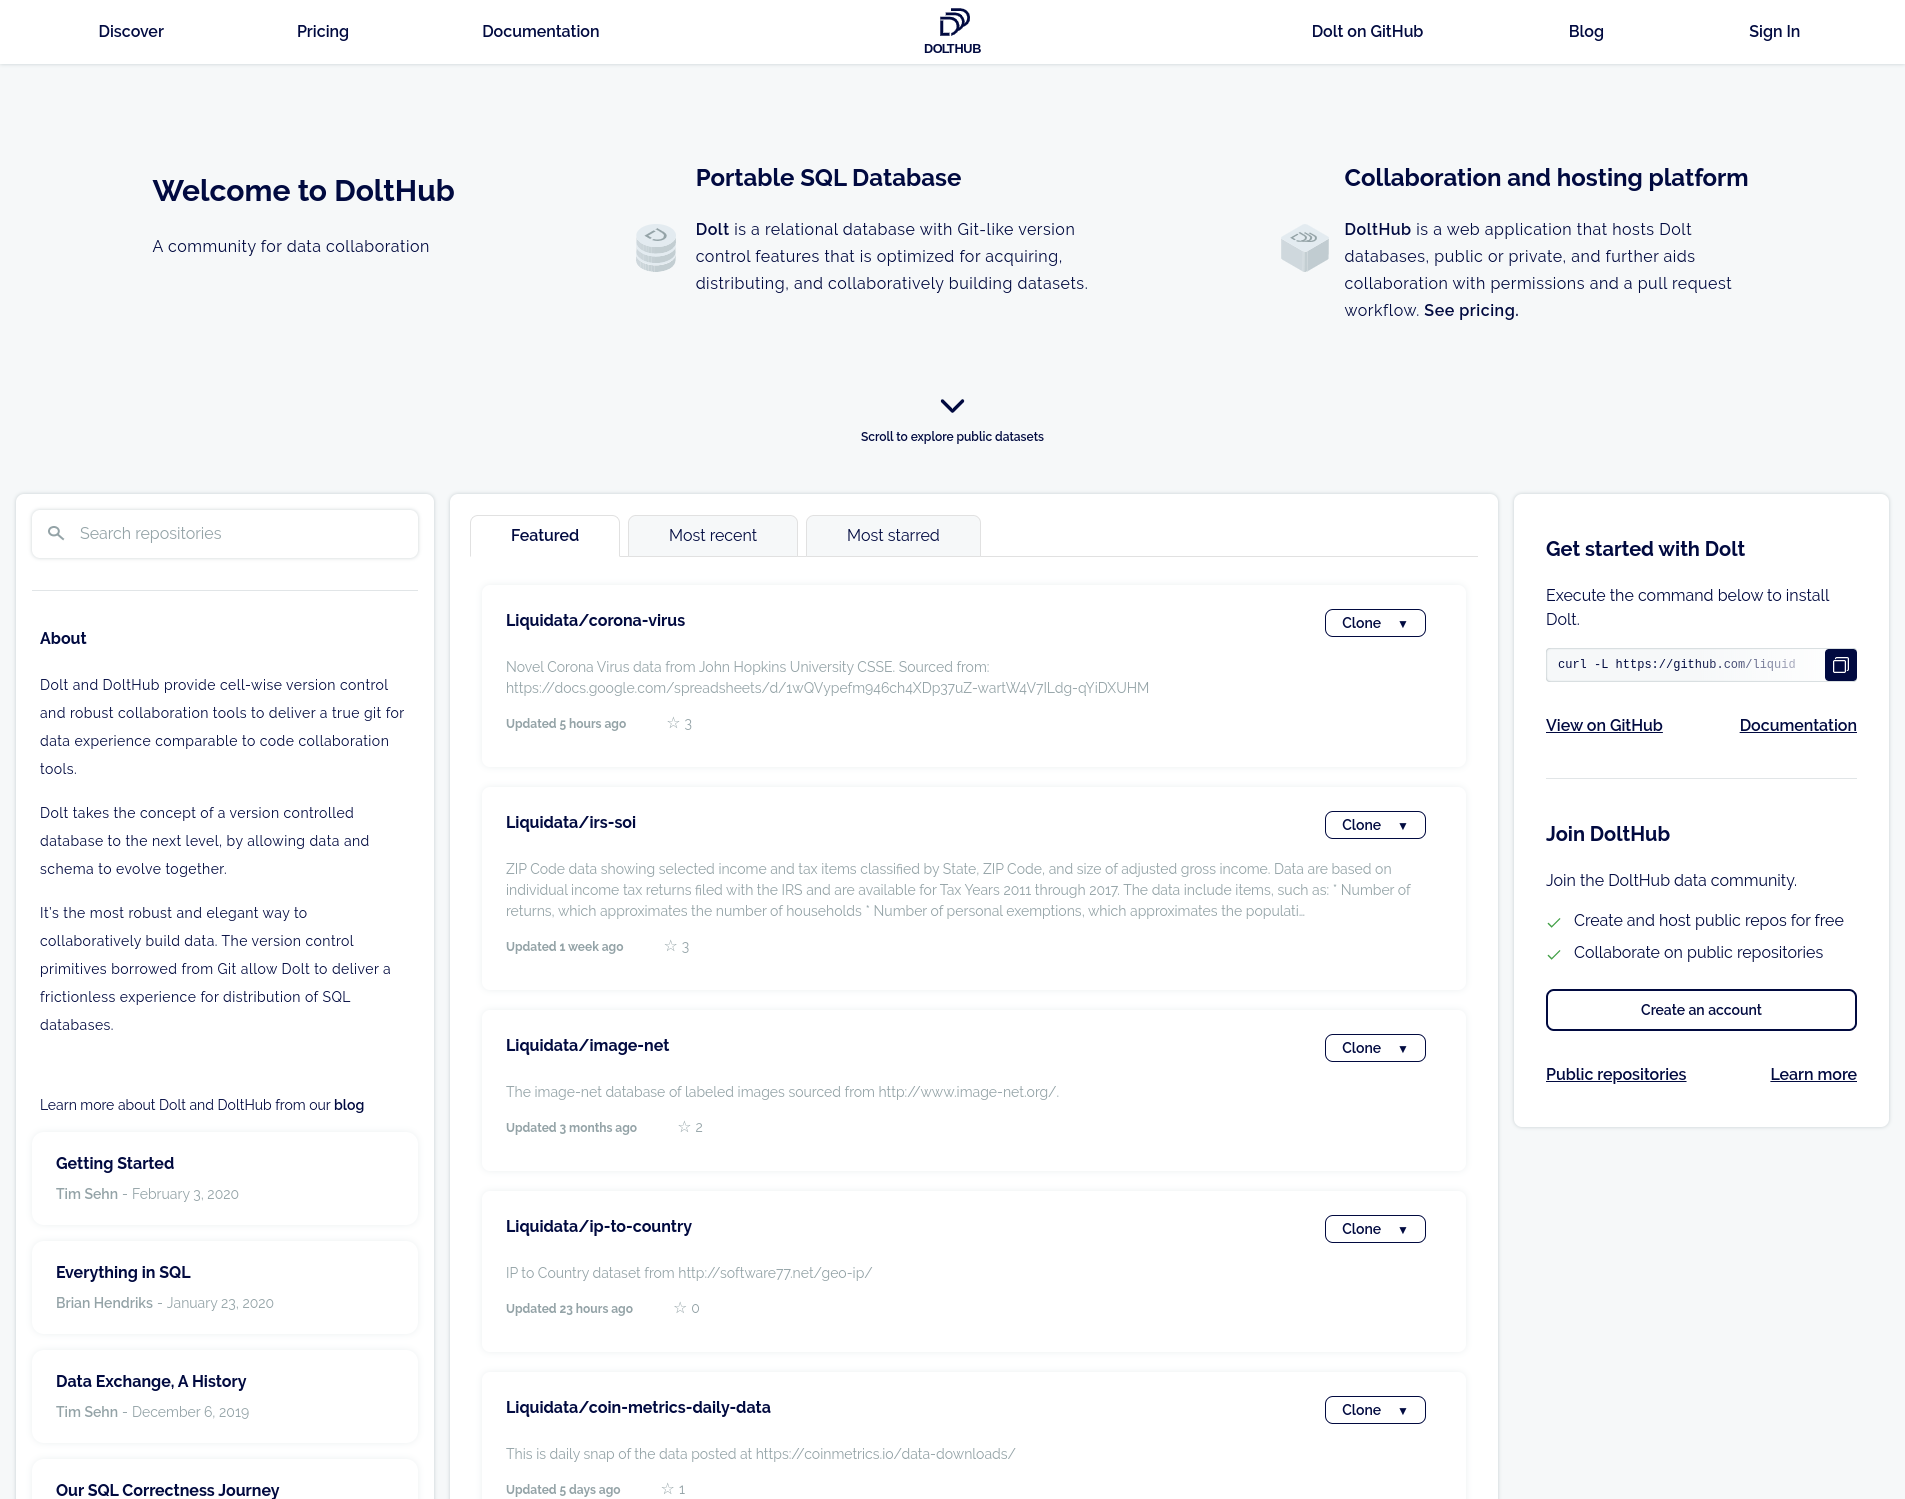 Discover
Pricing
Documentation
DOLTHUB
Dolt on GitHub
Blog
Sign In
Welcome to DoltHub
A community for data collaboration
Portable SQL Database
Dolt is a relational database with Git-like version
control features that is optimized for acquiring,
distributing, and collaboratively building datasets.
Collaboration and hosting platform
DoltHub is a web application that hosts Dolt
databases, public or private, and further aids
collaboration with permissions and a pull request
workflow. See pricing.
Scroll to explore public datasets
Search repositories
About
Dolt and DoltHub provide cell-wise version control
and robust collaboration tools to deliver a true git for
data experience comparable to code collaboration
tools.
Dolt takes the concept of a version controlled
database to the next level, by allowing data and
schema to evolve together.
It's the most robust and elegant way to
collaboratively build data. The version control
primitives borrowed from Git allow Dolt to deliver a
frictionless experience for distribution of SQL
databases.
Learn more about Dolt and DoltHub from our blog
Getting Started
Tim Sehn - February 3, 2020
Everything in SQL
Brian Hendriks - January 23, 2020
Data Exchange, A History
Tim Sehn - December 6, 2019
Our SQL Correctness Journey
Featured
Most recent
Most starred
Liquidata/corona-virus
Clone ▼
Novel Corona Virus data from John Hopkins University CSSE. Sourced from:
https://docs.google.com/spreadsheets/d/1wQVypefm946ch4XDp37uZ-wartW4V7ILdg-qYiDXUHM
Updated 5 hours ago ☆ 3
Liquidata/irs-soi
Clone ▼
ZIP Code data showing selected income and tax items classified by State, ZIP Code, and size of adjusted gross income. Data are based on
individual income tax returns filed with the IRS and are available for Tax Years 2011 through 2017. The data include items, such as: * Number of
returns, which approximates the number of households * Number of personal exemptions, which approximates the populati…
Updated 1 week ago ☆ 3
Liquidata/image-net
Clone ▼
The image-net database of labeled images sourced from http://www.image-net.org/.
Updated 3 months ago ☆ 2
Liquidata/ip-to-country
Clone ▼
IP to Country dataset from http://software77.net/geo-ip/
Updated 23 hours ago ☆ 0
Liquidata/coin-metrics-daily-data
Clone ▼
This is daily snap of the data posted at https://coinmetrics.io/data-downloads/
Updated 5 days ago ☆ 1
Get started with Dolt
Execute the command below to install
Dolt.
curl -L https://github.com/liquid
View on GitHub
Documentation
Join DoltHub
Join the DoltHub data community.
Create and host public repos for free
Collaborate on public repositories
Create an account
Public repositories
Learn more